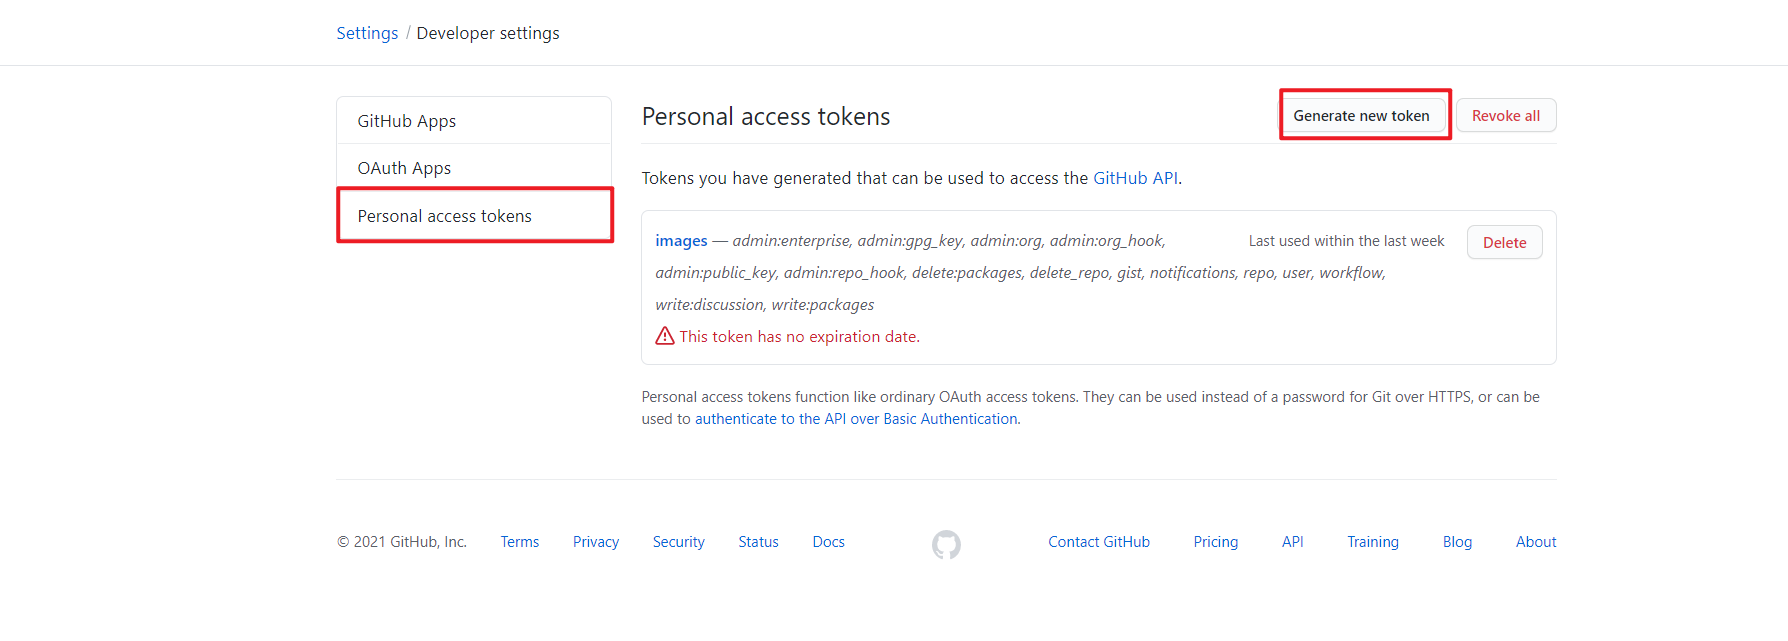 Settings / Developer settings
GitHub Apps
OAuth Apps
Personal access tokens
Personal access tokens
Generate new token
Revoke all
Tokens you have generated that can be used to access the GitHub API.
images — admin:enterprise, admin:gpg_key, admin:org, admin:org_hook,
admin:public_key, admin:repo_hook, delete:packages, delete_repo, gist, notifications, repo, user, workflow,
write:discussion, write:packages
Last used within the last week
Delete
This token has no expiration date.
Personal access tokens function like ordinary OAuth access tokens. They can be used instead of a password for Git over HTTPS, or can be
used to authenticate to the API over Basic Authentication.
© 2021 GitHub, Inc. Terms Privacy Security Status Docs Contact GitHub Pricing API Training Blog About